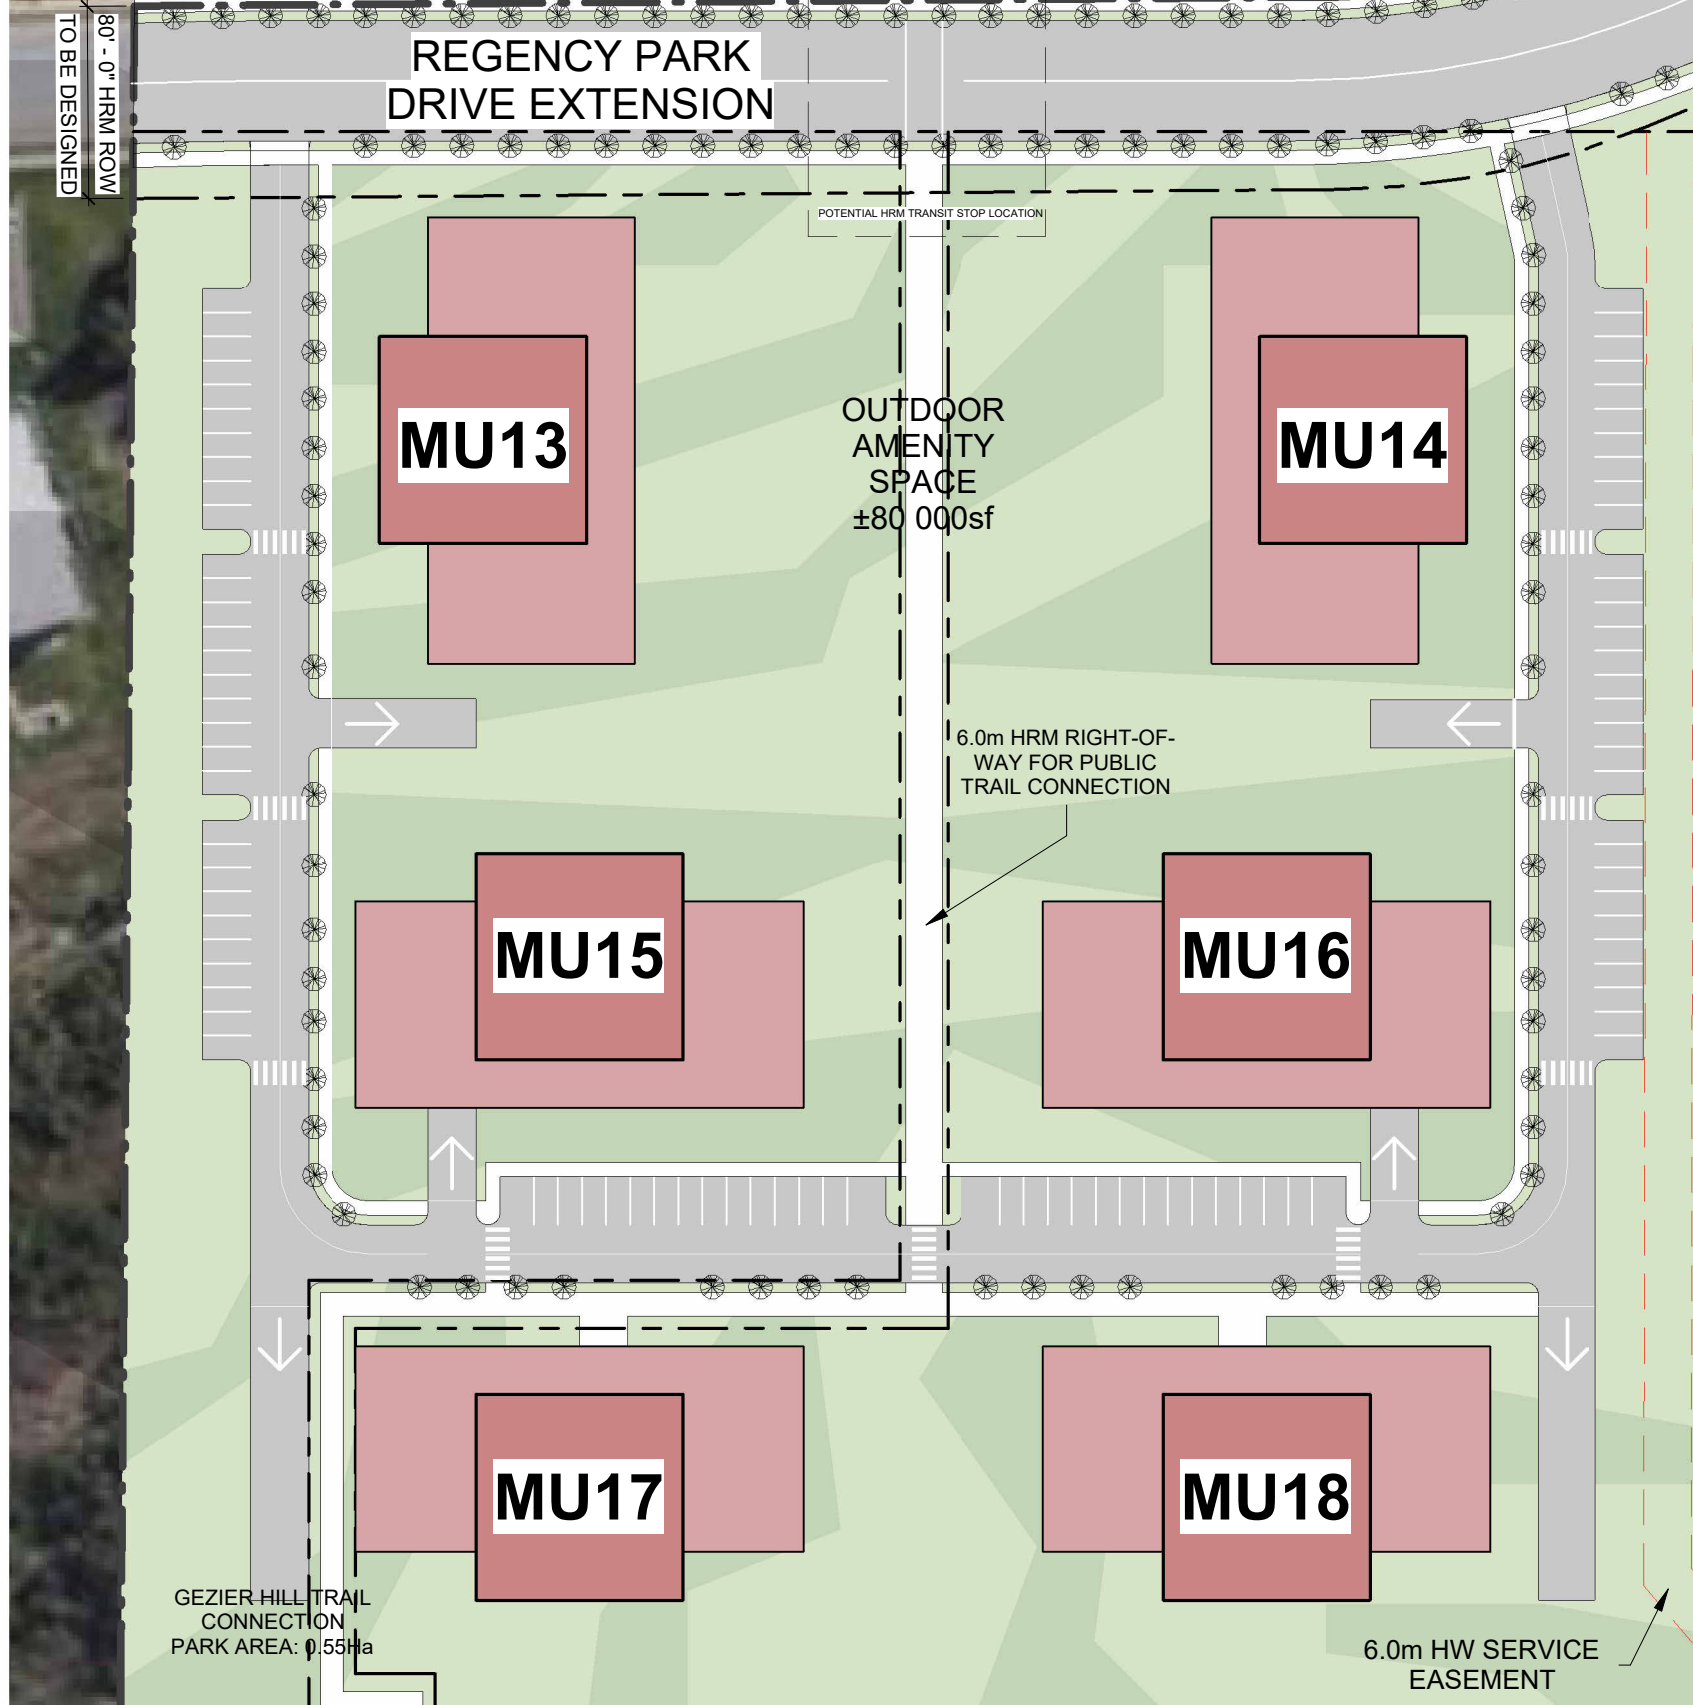 80' - 0" HRM ROW
TO BE DESIGNED
REGENCY PARK
DRIVE EXTENSION
POTENTIAL HRM TRANSIT STOP LOCATION
MU13
OUTDOOR
AMENITY
SPACE
±80 000sf
MU14
6.0m HRM RIGHT-OF-
WAY FOR PUBLIC
TRAIL CONNECTION
MU15
MU16
MU17
MU18
GEZIER HILL TRAIL
CONNECTION
PARK AREA: 0.55Ha
6.0m HW SERVICE
EASEMENT